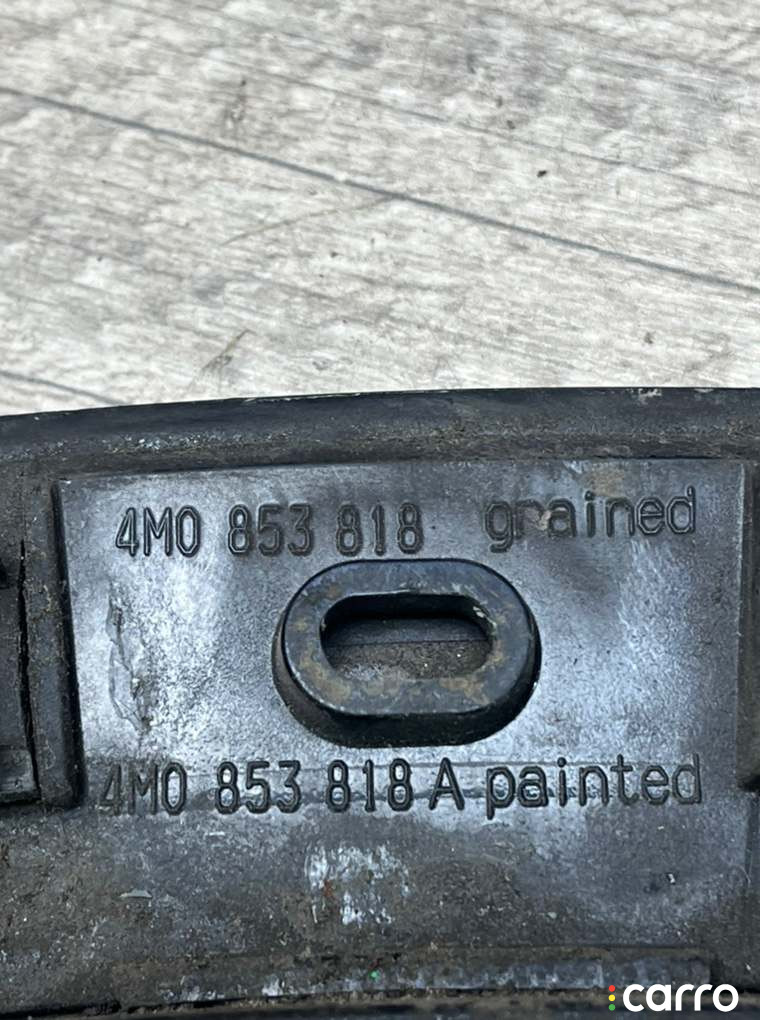 4M0 853 818 grained
4M0 853 818 A painted
carro